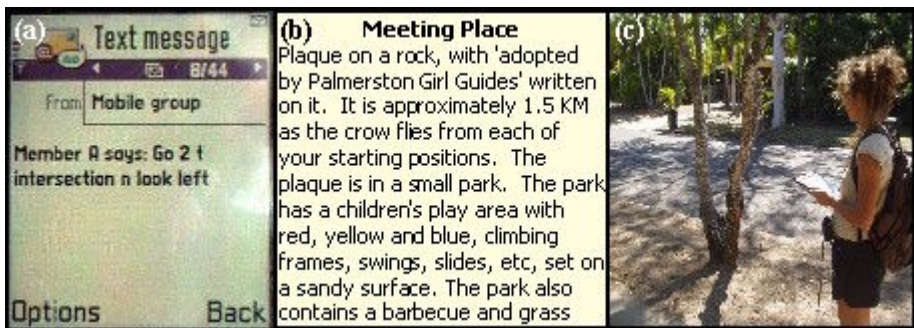 (a)
Text message
8/44
from Mobile group
Member A says: Go 2 t
intersection n look left
Options Back
(b) Meeting Place
Plaque on a rock, with 'adopted
by Palmerston Girl Guides' written
on it. It is approximately 1.5 KM
as the crow flies from each of
your starting positions. The
plaque is in a small park. The park
has a children's play area with
red, yellow and blue, climbing
frames, swings, slides, etc, set on
a sandy surface. The park also
contains a barbecue and grass
(c)